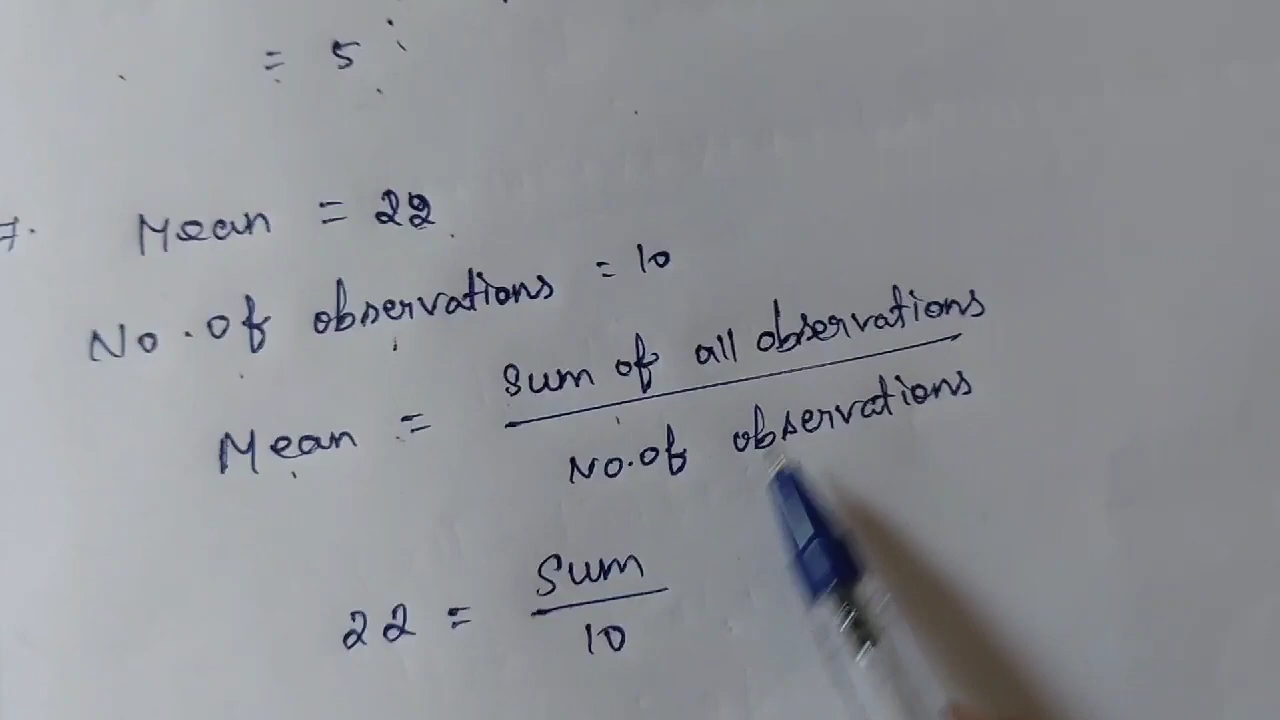 = 5
7. Mean = 22
No. of observations = 10
Mean = Sum of all observations
No. of observations
22 = Sum
10